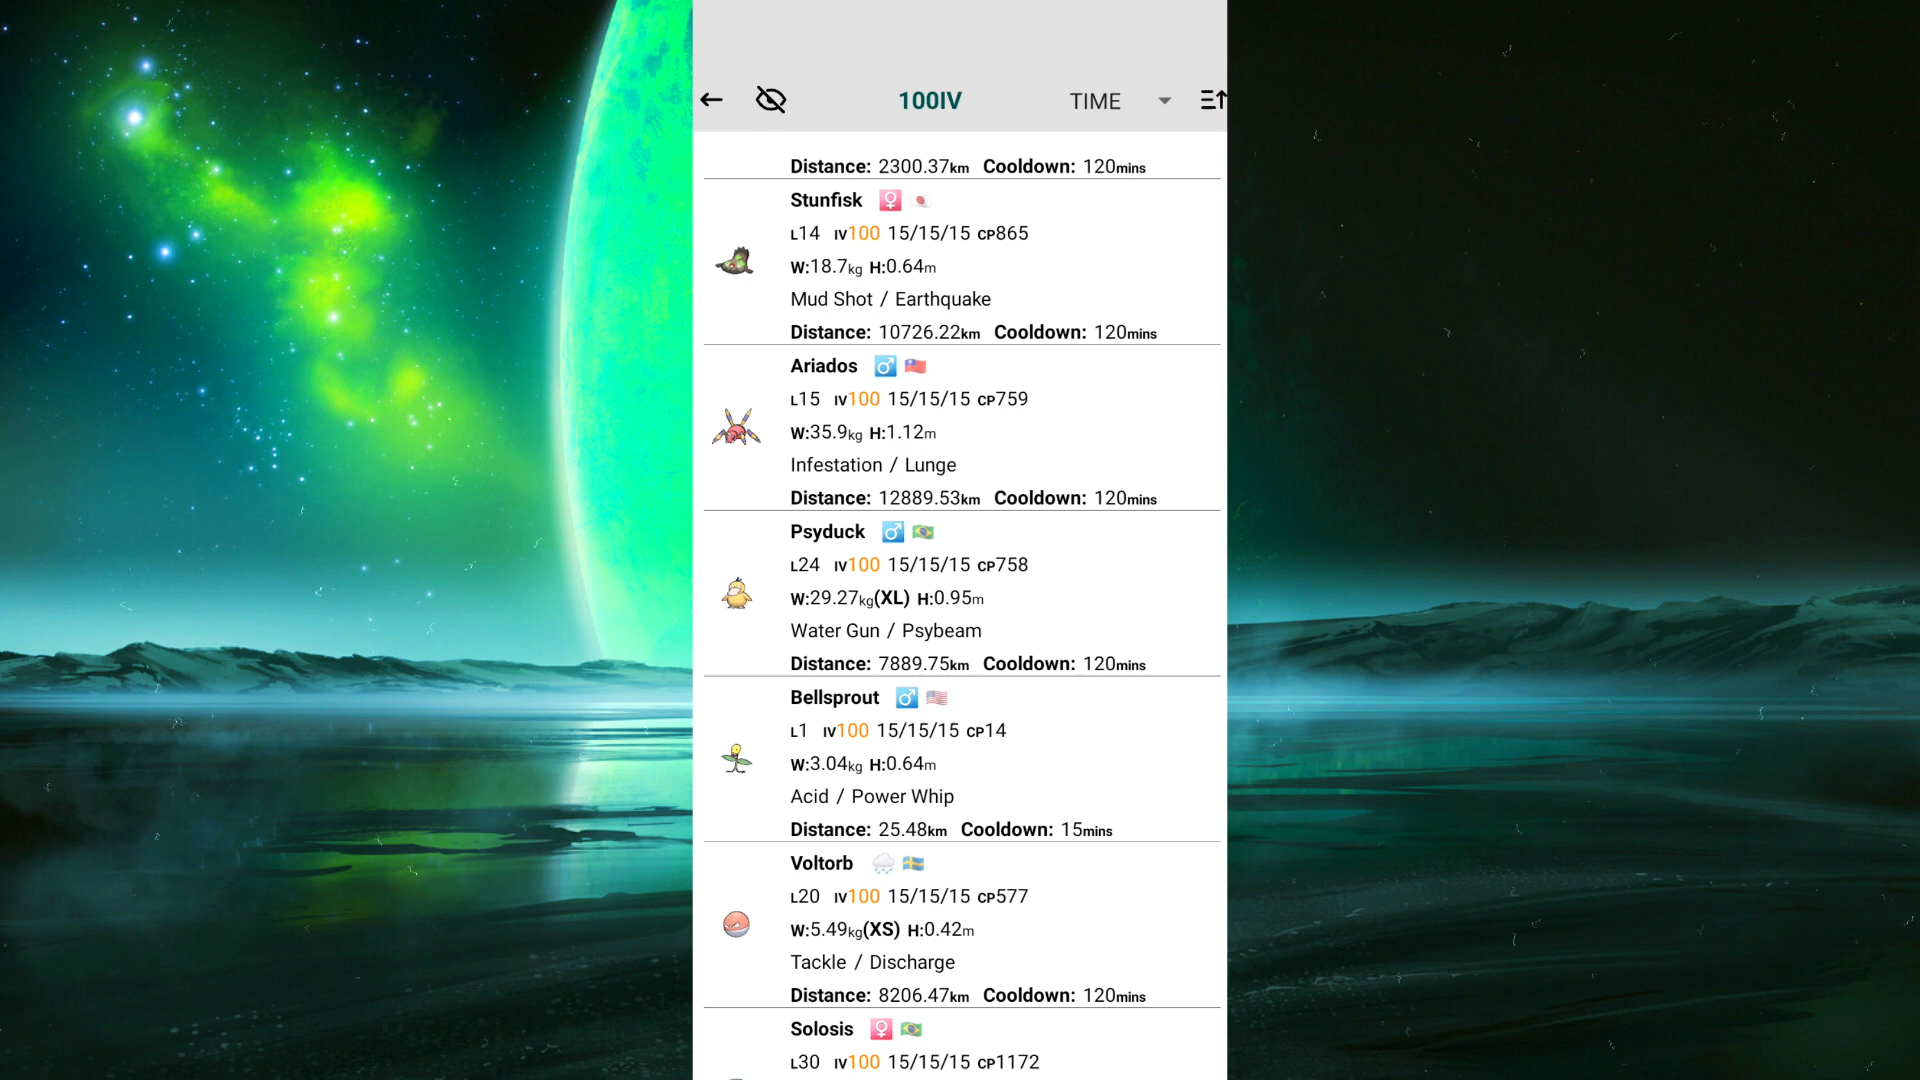 100IV TIME
Distance: 2300.37km Cooldown: 120mins
Stunfisk
L14 IV100 15/15/15 CP865
W:18.7kg H:0.64m
Mud Shot / Earthquake
Distance: 10726.22km Cooldown: 120mins
Ariados
L15 IV100 15/15/15 CP759
W:35.9kg H:1.12m
Infestation / Lunge
Distance: 12889.53km Cooldown: 120mins
Psyduck
L24 IV100 15/15/15 CP758
W:29.27kg(XL) H:0.95m
Water Gun / Psybeam
Distance: 7889.75km Cooldown: 120mins
Bellsprout
L1 IV100 15/15/15 CP14
W:3.04kg H:0.64m
Acid / Power Whip
Distance: 25.48km Cooldown: 15mins
Voltorb
L20 IV100 15/15/15 CP577
W:5.49kg(XS) H:0.42m
Tackle / Discharge
Distance: 8206.47km Cooldown: 120mins
Solosis
L30 IV100 15/15/15 CP1172